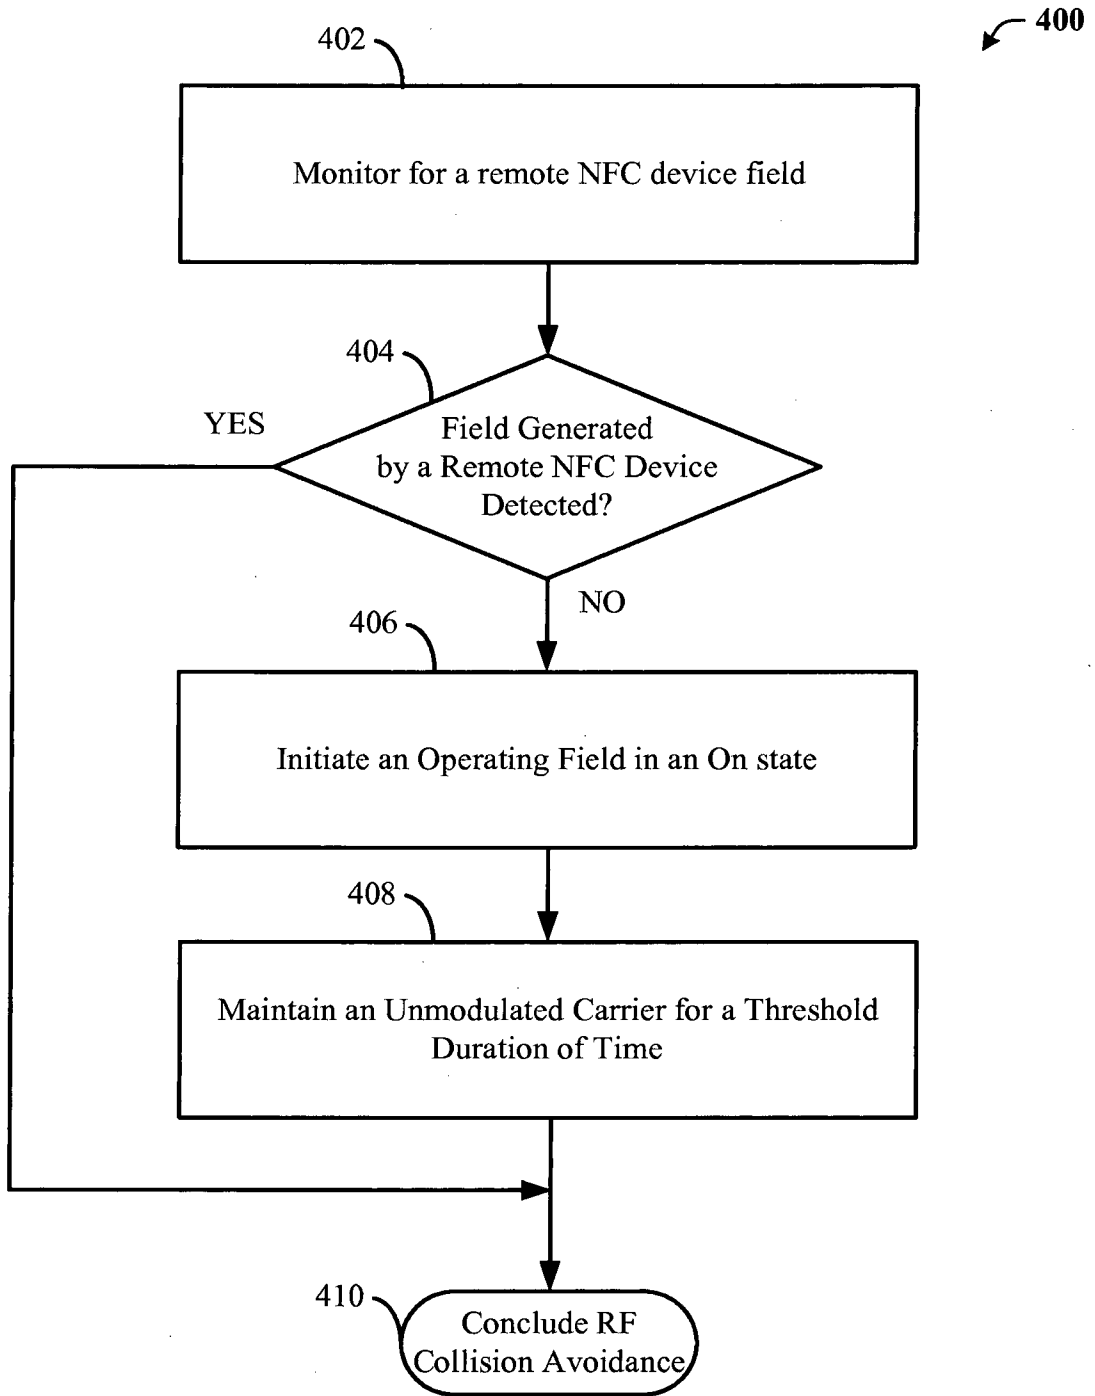 400
402
Monitor for a remote NFC device field
404
YES
Field Generated
by a Remote NFC Device
Detected?
NO
406
Initiate an Operating Field in an On state
408
Maintain an Unmodulated Carrier for a Threshold
Duration of Time
410
Conclude RF
Collision Avoidance